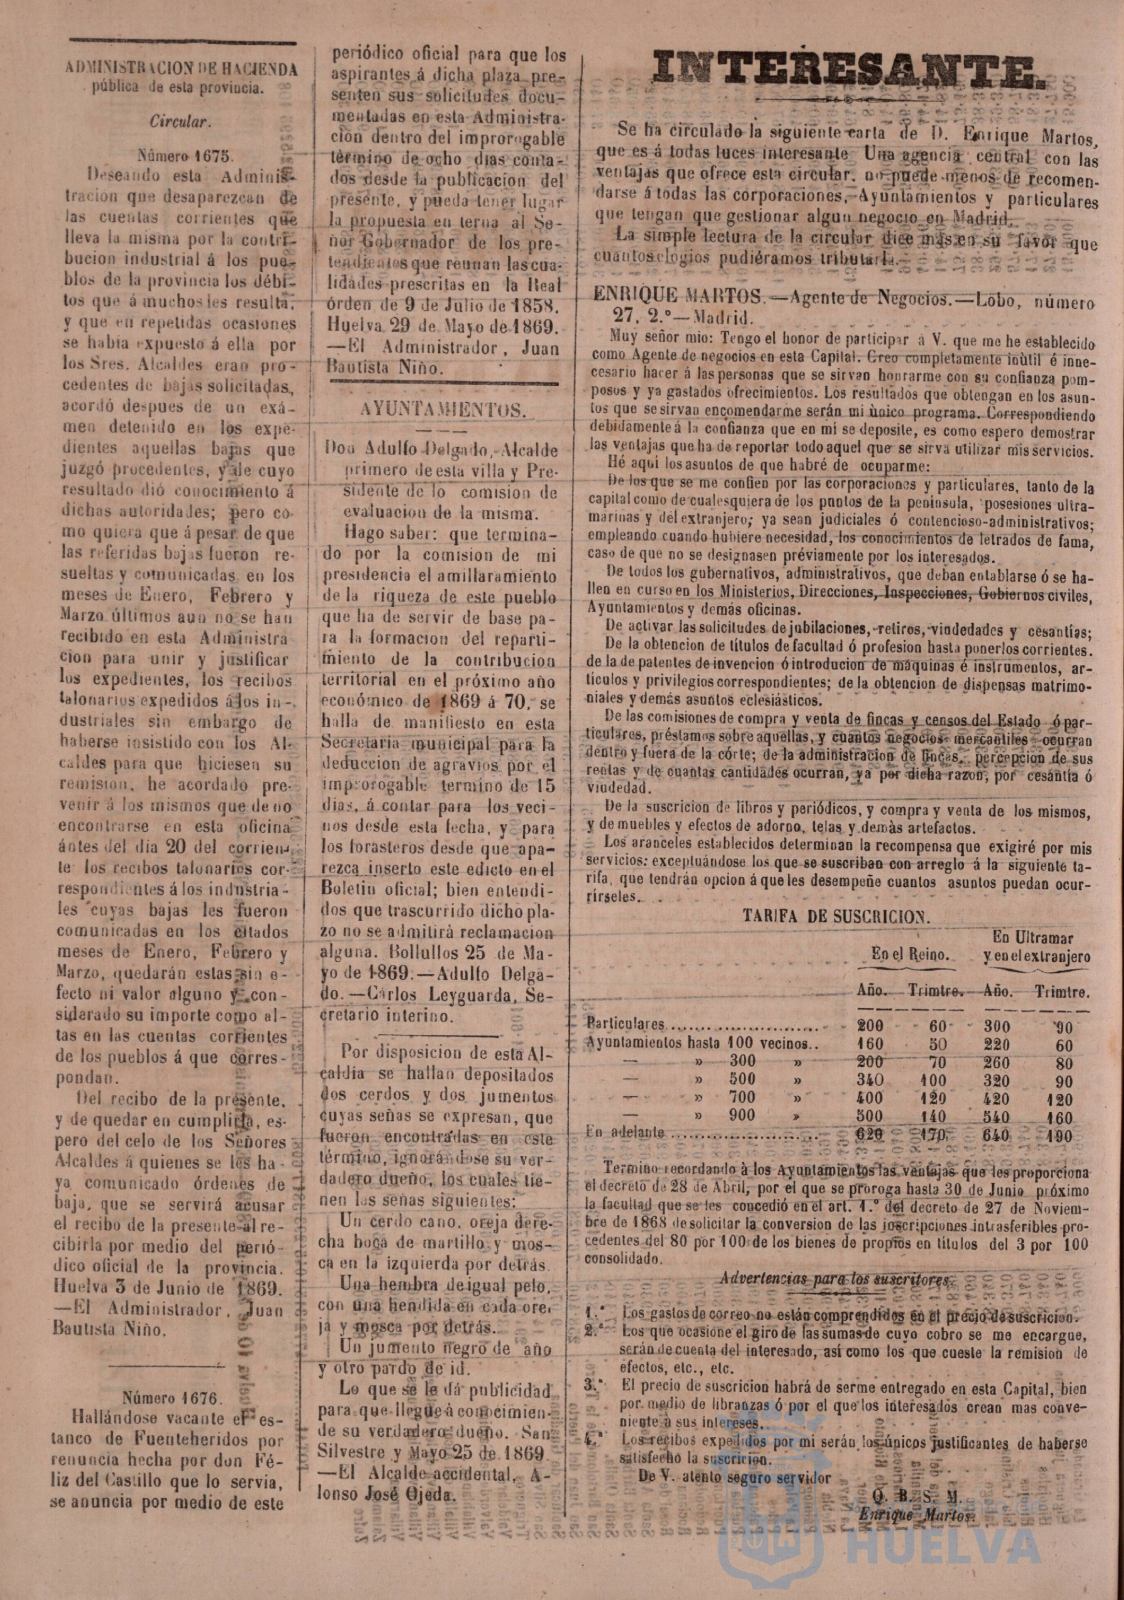 ADMINISTRACION DE HACIENDA
pública de esta provincia.
Circular.
Número 1675.
Deseando esta Adminis-
tracion que desaparezcan de
las cuentas corrientes que
lleva la misma por la contri-
bucion industrial á los pue-
blos de la provincia los débi-
tos que á muchos les resulta,
y que en repetidas ocasiones
se habia expuesto á ella por
los Sres. Alcaldes eran pro-
cedentes de bajas solicitadas,
acordó despues de un exá-
men detenido en los expe-
dientes aquellas bajas que
juzgó procedentes, y de cuyo
resultado dió conocimiento á
dichas autoridades; pero co-
mo quiera que á pesar de que
las referidas bajas fueron re-
sueltas y comunicadas en los
meses de Enero, Febrero y
Marzo últimos aun no se han
recibido en esta Administra
cion para unir y justificar
los expedientes, los recibos
talonarios expedidos á los in-
dustriales sin embargo de
haberse insistido con los Al-
caldes para que hiciesen su
remision, he acordado pre-
venir á los mismos que de no
encontrarse en esta oficina
ántes del dia 20 del corrien-
te los recibos talonarios cor-
respondientes á los industria-
les cuyas bajas les fueron
comunicadas en los citados
meses de Enero, Febrero y
Marzo, quedarán estas sin e-
fecto ni valor alguno y con-
siderado su importe como al-
tas en las cuentas corrientes
de los pueblos á que corres-
pondan.
Del recibo de la presente,
y de quedar en cumplirla, es-
pero del celo de los Señores
Alcaldes á quienes se les ha-
ya comunicado órdenes de
baja, que se servirá acusar
el recibo de la presente al re-
cibirla por medio del perió-
dico oficial de la provincia.
Huelva 3 de Junio de 1869.
—El Administrador, Juan
Bautista Niño.
Número 1676.
Hallándose vacante el es-
tanco de Fuenteheridos por
renuncia hecha por don Fé-
liz del Castillo que lo servia,
se anuncia por medio de este
periódico oficial para que los
aspirantes á dicha plaza pre-
senten sus solicitudes docu-
mentadas en esta Administra-
cion dentro del improrogable
término de ocho dias conta-
dos desde la publicacion del
presente, y pueda tener lugar
la propuesta en terna al Se-
ñor Gobernador de los pre-
tendientes que reunan las cua-
lidades prescritas en la Real
órden de 9 de Julio de 1858.
Huelva 29 de Mayo de 1869.
—El Administrador, Juan
Bautista Niño.
AYUNTAMIENTOS.
Don Adulfo Delgado, Alcalde
primero de esta villa y Pre-
sidente de lo comision de
evaluacion de la misma.
Hago saber: que termina-
do por la comision de mi
presidencia el amillaramiento
de la riqueza de este pueblo
que ha de servir de base pa-
ra la formacion del reparti-
miento de la contribucion
territorial en el próximo año
económico de 1869 á 70, se
halla de manifiesto en esta
Secretaría municipal para la
deduccion de agravios por el
improrogable termino de 15
dias, á contar para los veci-
nos desde esta fecha, y para
los forasteros desde que apa-
rezca inserto este edicto en el
Boletin oficial; bien entendi-
dos que trascurrido dicho pla-
zo no se admitirá reclamacion
alguna. Bollullos 25 de Ma-
yo de 1869.—Adulfo Delga-
do.—Cárlos Leyguarda, Se-
cretario interino.
Por disposicion de esta Al-
caldia se hallan depositados
dos cerdos y dos jumentos
cuyas señas se expresan, que
fueron encontradas en este
término, ignorándose su ver-
dadero dueño, los cuales tie-
nen las señas siguientes:
Un cerdo cano, oreja dere-
cha boca de martillo y mos-
ca en la izquierda por detrás.
Una hembra de igual pelo,
con una hendida en cada ore-
ja y mosca por detrás.
Un jumento negro de año
y otro pardo de id.
Lo que se le dá publicidad
para que llegue á conocimien-
de su verdadero dueño. San
Silvestre y Mayo 25 de 1869
—El Alcalde accidental, A-
lonso José Ojeda.
INTERESANTE.
Se ha circulado la siguiente carta de D. Enrique Martos,
que es á todas luces interesante Una agencia central con las
ventajas que ofrece esta circular, no puede menos de recomen-
darse á todas las corporaciones, Ayuntamientos y particulares
que tengan que gestionar algun negocio en Madrid.
La simple lectura de la circular dice más en su favor que
cuantos elogios pudiéramos tributarla.
ENRIQUE MARTOS.—Agente de Negocios.—Lobo, número
27, 2.º—Madrid.
Muy señor mio: Tengo el honor de participar á V. que me he establecido
como Agente de negocios en esta Capital. Creo completamente inútil é inne-
cesario hacer á las personas que se sirvan honrarme con su confianza pom-
posos y ya gastados ofrecimientos. Los resultados que obtengan en los asun-
tos que se sirvan encomendarme serán mi único programa. Correspondiendo
debidamente á la confianza que en mi se deposite, es como espero demostrar
las ventajas que ha de reportar todo aquel que se sirva utilizar mis servicios.
Hé aquí los asuntos de que habré de ocuparme:
De los que se me confien por las corporaciones y particulares, tanto de la
capital como de cualesquiera de los puntos de la península, posesiones ultra-
marinas y del extranjero; ya sean judiciales ó contencioso-administrativos;
empleando cuando hubiere necesidad, los conocimientos de letrados de fama,
caso de que no se designasen préviamente por los interesados.
De todos los gubernativos, administrativos, que deban entablarse ó se ha-
llen en curso en los Ministerios, Direcciones, Inspecciones, Gobiernos civiles,
Ayuntamientos y demás oficinas.
De activar las solicitudes de jubilaciones, retiros, viudedades y cesantías;
De la obtencion de títulos de facultad ó profesion hasta ponerlos corrientes.
de la de patentes de invencion ó introducion de máquinas é instrumentos, ar-
tículos y privilegios correspondientes; de la obtencion de dispensas matrimo-
niales y demás asuntos eclesiásticos.
De las comisiones de compra y venta de fincas y censos del Estado ó par-
ticulares, préstamos sobre aquellas, y cuantos negocios mercantiles ocurran
dentro y fuera de la córte; de la administracion de fincas, percepcion de sus
rentas y de cuantas cantidades ocurran, ya por dicha razon, por cesantía ó
viudedad.
De la suscricion de libros y periódicos, y compra y venta de los mismos,
y de muebles y efectos de adorno, telas y demás artefactos.
Los aranceles establecidos determinan la recompensa que exigiré por mis
servicios: exceptuándose los que se suscriban con arreglo á la siguiente ta-
rifa, que tendrán opcion á que les desempeñe cuantos asuntos puedan ocur-
rírseles.
TARIFA DE SUSCRICION.
En el Reino. En Ultramar
y en el extranjero
Año. Trimtre. Año. Trimtre.
Particulares.......................... 200 60 300 90
Ayuntamientos hasta 100 vecinos.. 160 50 220 60
— » 300 » 200 70 260 80
— » 500 » 340 100 320 90
— » 700 » 400 120 420 120
— » 900 » 500 140 540 160
En adelante.......................... 620 170 640 190
Termino recordando á los Ayuntamientos las ventajas que les proporciona
el decreto de 28 de Abril, por el que se proroga hasta 30 de Junio próximo
la facultad que se les concedió en el art. 1.º del decreto de 27 de Noviem-
bre de 1868 de solicitar la conversion de las inscripciones intrasferibles pro-
cedentes del 80 por 100 de los bienes de propios en títulos del 3 por 100
consolidado.
Advertencias para los suscritores.
1.ª Los gastos de correo no están comprendidos en el precio de suscricion.
2.ª Los que ocasione el giro de las sumas de cuyo cobro se me encargue,
serán de cuenta del interesado, así como los que cueste la remision de
efectos, etc., etc.
3.ª El precio de suscricion habrá de serme entregado en esta Capital, bien
por medio de libranzas ó por el que los interesados crean mas conve-
niente á sus intereses.
4.ª Los recibos expedidos por mi serán los únicos justificantes de haberse
satisfecho la suscricion.
De V. atento seguro servidor
Q. B. S. M.
Enrique Martos.
HUELVA